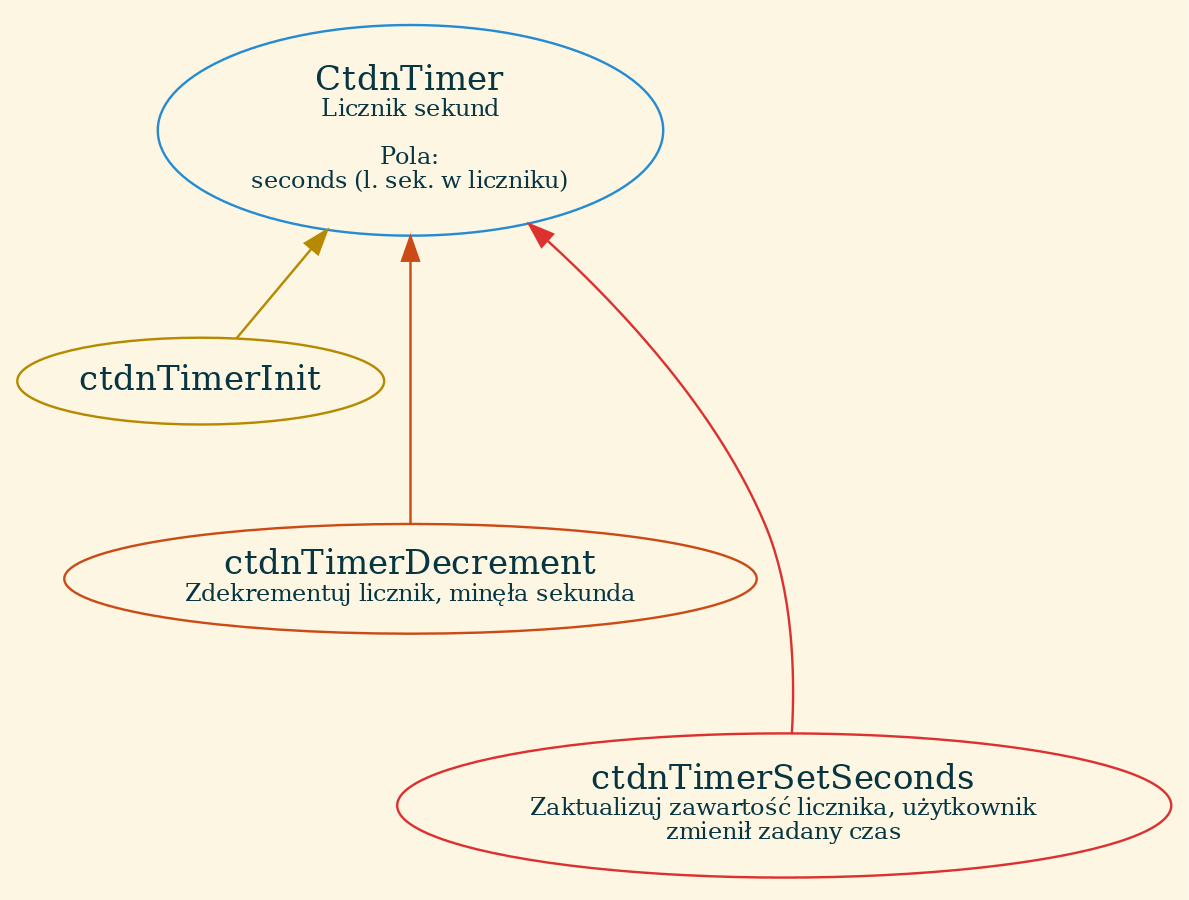 CtdnTimer
Licznik sekund
Pola:
seconds (l. sek. w liczniku)
ctdnTimerInit
ctdnTimerDecrement
Zdekrementuj licznik, minęła sekunda
ctdnTimerSetSeconds
Zaktualizuj zawartość licznika, użytkownik
zmienił zadany czas